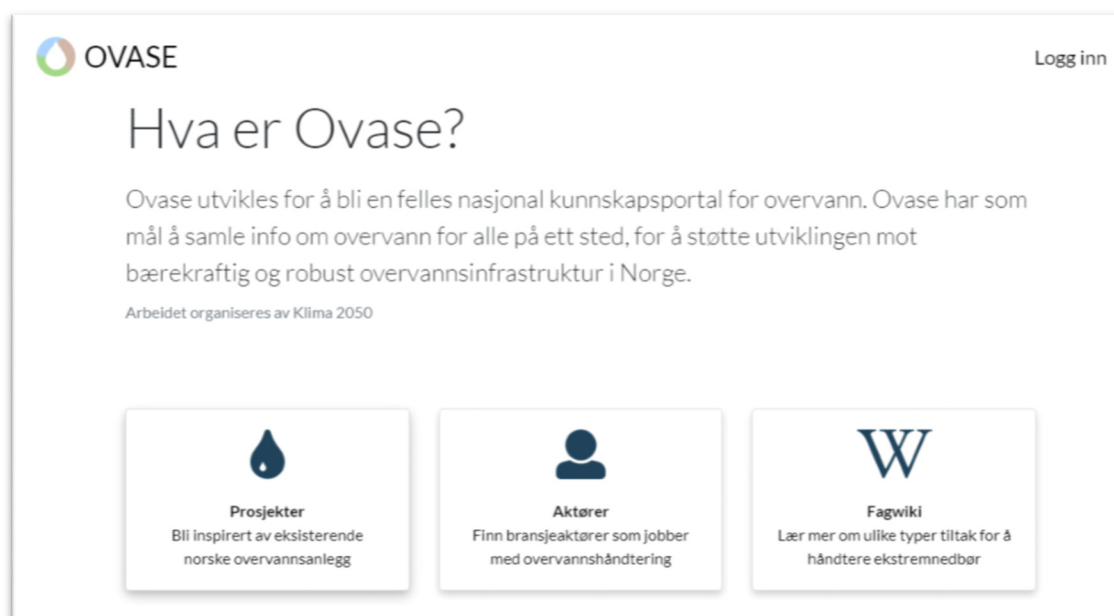 OVASE
Logg inn
Hva er Ovase?
Ovase utvikles for å bli en felles nasjonal kunnskapsportal for overvann. Ovase har som
mål å samle info om overvann for alle på ett sted, for å støtte utviklingen mot
bærekraftig og robust overvannsinfrastruktur i Norge.
Arbeidet organiseres av Klima 2050
Prosjekter
Bli inspirert av eksisterende
norske overvannsanlegg
Aktører
Finn bransjeaktører som jobber
med overvannshåndtering
W
Fagwiki
Lær mer om ulike typer tiltak for å
håndtere ekstremnedbør